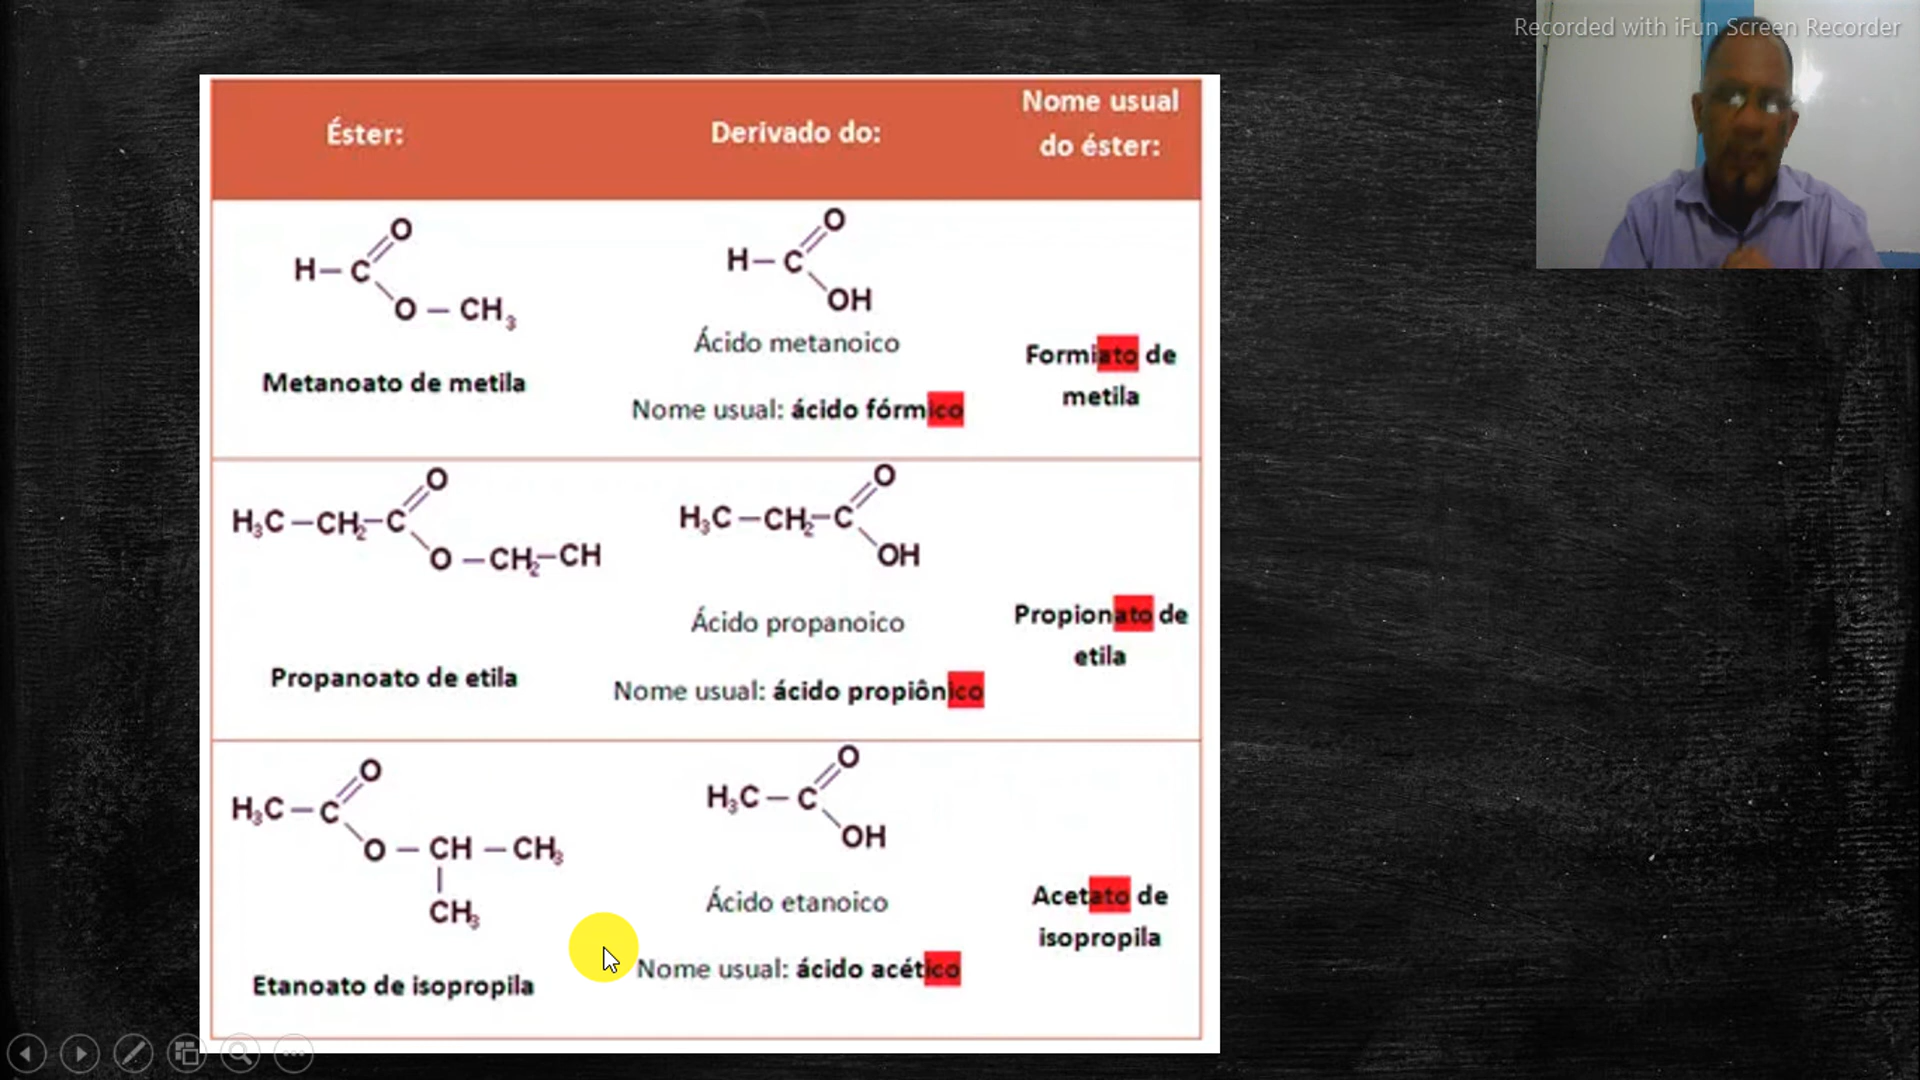 Recorded with iFun Screen Recorder
Éster:
Derivado do:
Nome usual
do éster:
H–C
O
O–CH₃
Metanoato de metila
H–C
O
OH
Ácido metanoico
Nome usual: ácido fórmico
Formiato de
metila
H₃C–CH₂–C
O
O–CH₂–CH
Propanoato de etila
H₃C–CH₂–C
O
OH
Ácido propanoico
Nome usual: ácido propiônico
Propionato de
etila
H₃C–C
O
O–CH–CH₃
CH₃
Etanoato de isopropila
H₃C–C
O
OH
Ácido etanoico
Nome usual: ácido acético
Acetato de
isopropila